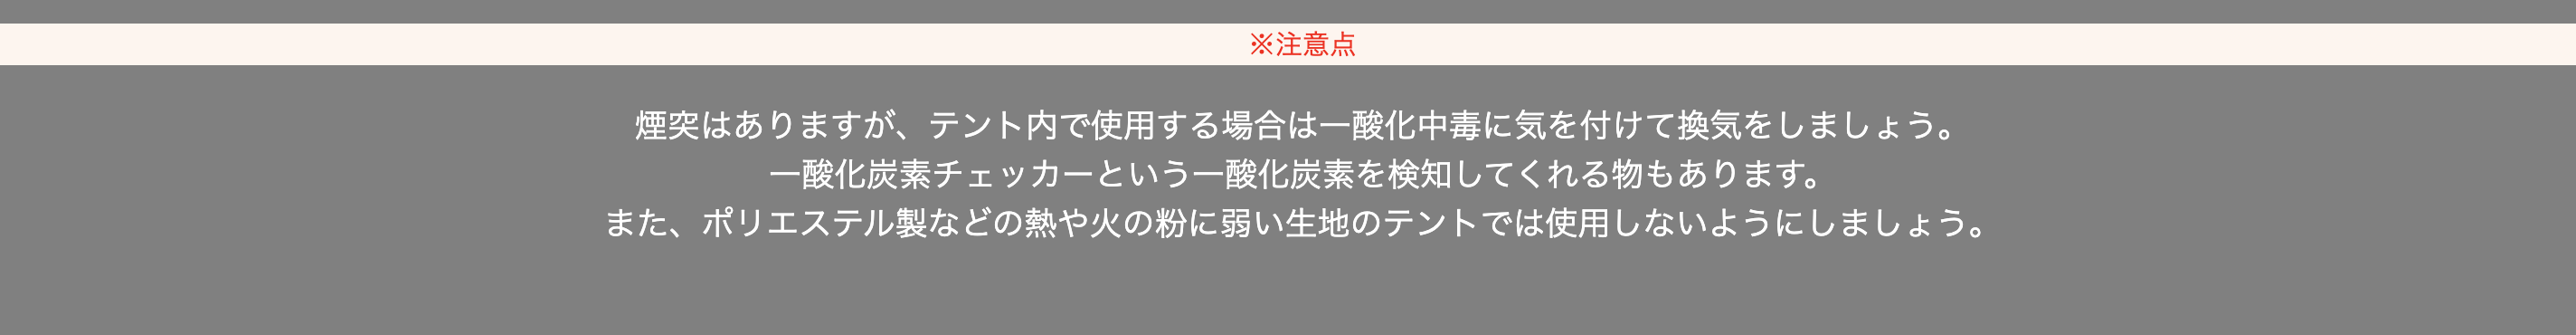 ※注意点
煙突はありますが、テント内で使用する場合は一酸化中毒に気を付けて換気をしましょう。
一酸化炭素チェッカーという一酸化炭素を検知してくれる物もあります。
また、ポリエステル製などの熱や火の粉に弱い生地のテントでは使用しないようにしましょう。